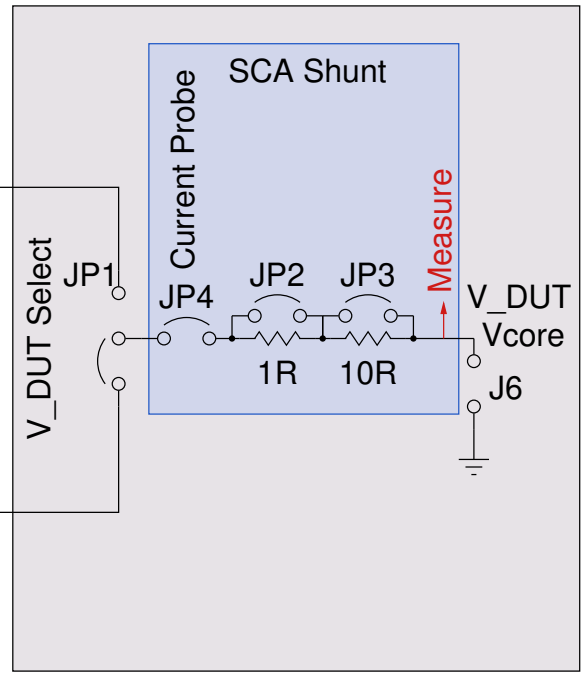 SCA Shunt
Current Probe
Measure
V_DUT Select
JP1
JP4
JP2
JP3
V_DUT
Vcore
1R
10R
J6